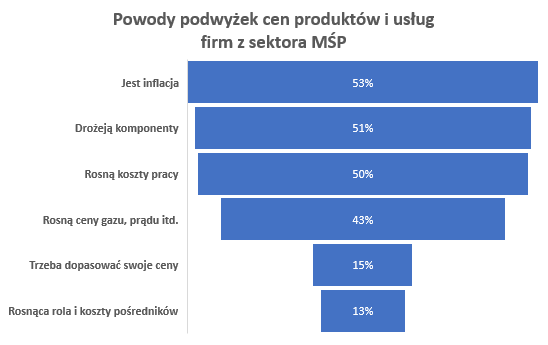 Powody podwyżek cen produktów i usług
firm z sektora MŚP
Jest inflacja 53%
Drożeją komponenty 51%
Rosną koszty pracy 50%
Rosną ceny gazu, prądu itd. 43%
Trzeba dopasować swoje ceny 15%
Rosnąca rola i koszty pośredników 13%